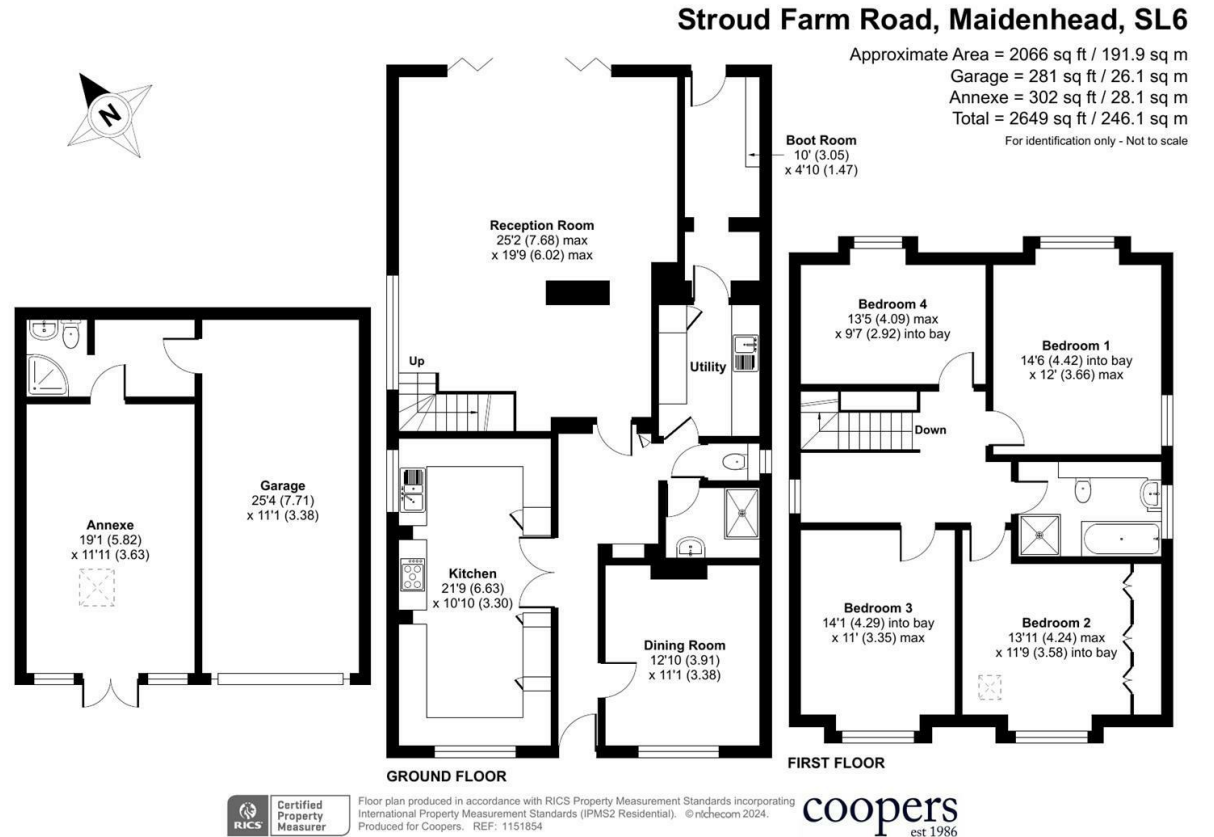 Stroud Farm Road, Maidenhead, SL6
Approximate Area = 2066 sq ft / 191.9 sq m
Garage = 281 sq ft / 26.1 sq m
Annexe = 302 sq ft / 28.1 sq m
Total = 2649 sq ft / 246.1 sq m
For identification only - Not to scale
N
Boot Room
10' (3.05)
x 4'10 (1.47)
Reception Room
25'2 (7.68) max
x 19'9 (6.02) max
Up
Utility
Bedroom 4
13'5 (4.09) max
x 9'7 (2.92) into bay
Bedroom 1
14'6 (4.42) into bay
x 12' (3.66) max
Down
Garage
25'4 (7.71)
x 11'1 (3.38)
Annexe
19'1 (5.82)
x 11'11 (3.63)
Kitchen
21'9 (6.63)
x 10'10 (3.30)
Dining Room
12'10 (3.91)
x 11'1 (3.38)
Bedroom 3
14'1 (4.29) into bay
x 11' (3.35) max
Bedroom 2
13'11 (4.24) max
x 11'9 (3.58) into bay
GROUND FLOOR
FIRST FLOOR
RICS
Certified
Property
Measurer
Floor plan produced in accordance with RICS Property Measurement Standards incorporating
International Property Measurement Standards (IPMS2 Residential). © nichecom 2024.
Produced for Coopers. REF: 1151854
coopers
est 1986